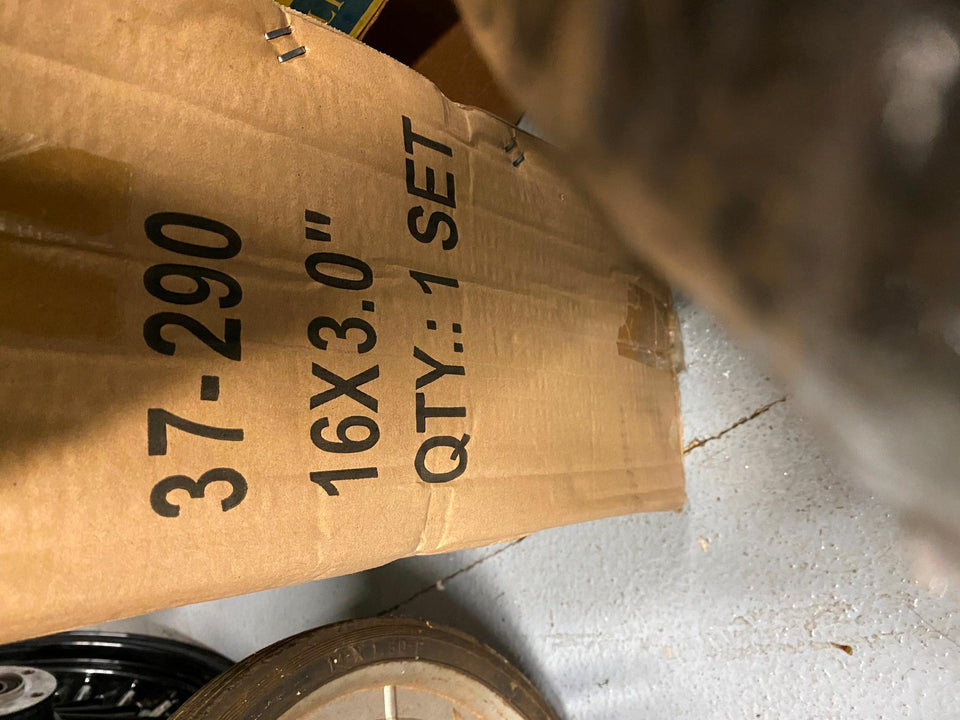 37-290
16X3.0"
QTY.: 1 SET